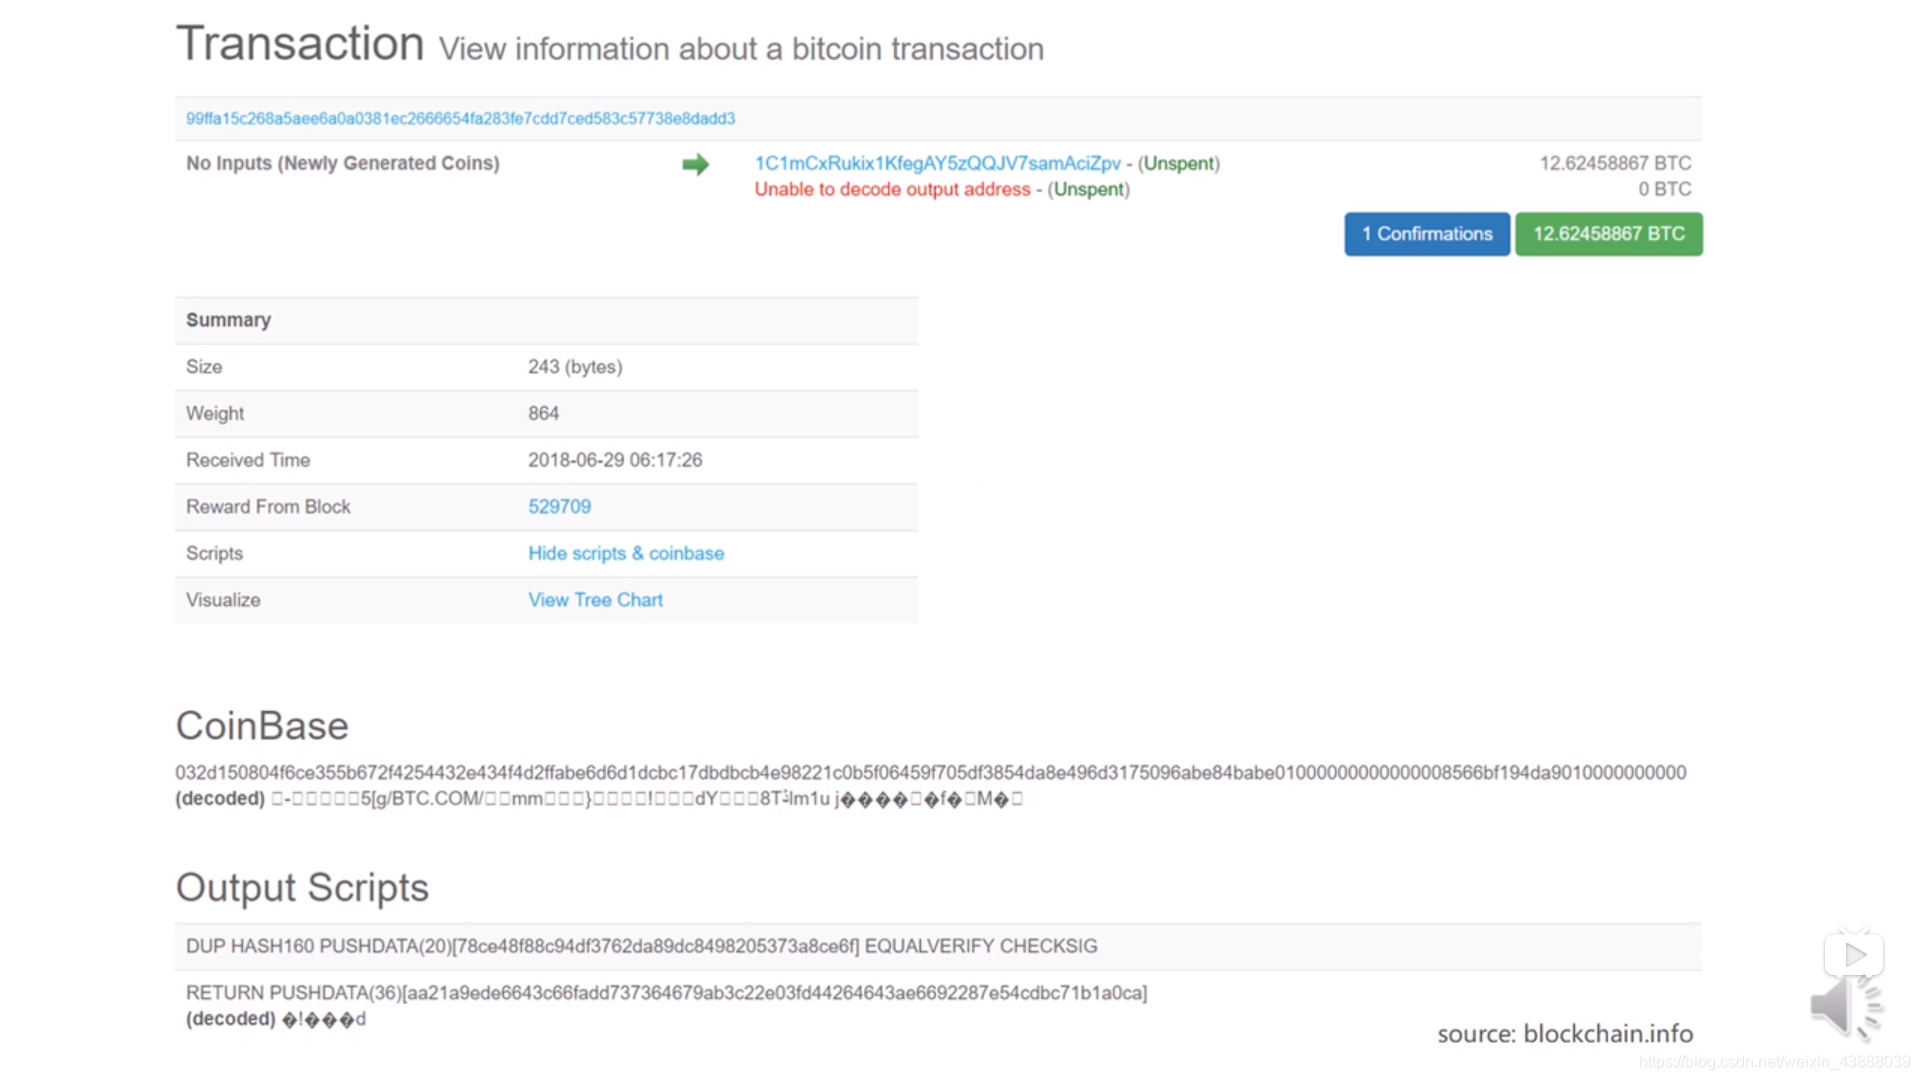 Transaction View information about a bitcoin transaction
99ffa15c268a5aee6a0a0381ec2666654fa283fe7cdd7ced583c57738e8dadd3
No Inputs (Newly Generated Coins) 1C1mCxRukix1KfegAY5zQQJV7samAciZpv - (Unspent) 12.62458867 BTC
Unable to decode output address - (Unspent) 0 BTC
1 Confirmations 12.62458867 BTC
Summary
Size 243 (bytes)
Weight 864
Received Time 2018-06-29 06:17:26
Reward From Block 529709
Scripts Hide scripts & coinbase
Visualize View Tree Chart
CoinBase
032d150804f6ce355b672f4254432e434f4d2ffabe6d6d1dcbc17dbdbcb4e98221c0b5f06459f705df3854da8e496d3175096abe84babe01000000000000008566bf194da9010000000000
(decoded) □-□□□□□5[g/BTC.COM/□□mm□□□}□□□□!□□□dY□□□8T□Im1u j����□�f�□M�□
Output Scripts
DUP HASH160 PUSHDATA(20)[78ce48f88c94df3762da89dc8498205373a8ce6f] EQUALVERIFY CHECKSIG
RETURN PUSHDATA(36)[aa21a9ede6643c66fadd737364679ab3c22e03fd44264643ae6692287e54cdbc71b1a0ca]
(decoded) �!���d
source: blockchain.info
https://blog.csdn.net/weixin_43888039